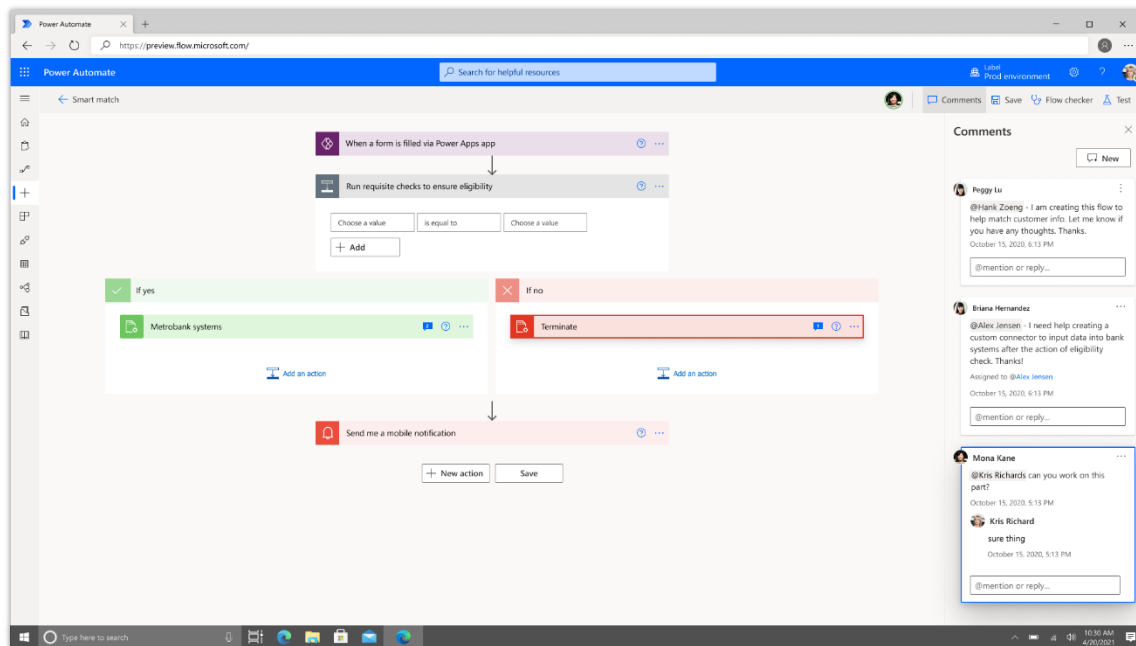 Power Automate
https://preview.flow.microsoft.com/
Power Automate
Search for helpful resources
Label
Prod environment
Smart match
Comments
Save
Flow checker
Test
When a form is filled via Power Apps app
Run requisite checks to ensure eligibility
Choose a value
is equal to
Choose a value
Add
If yes
If no
Metrobank systems
Terminate
Add an action
Add an action
Send me a mobile notification
New action
Save
Comments
New
Peggy Lu
@Hank Zoeng - I am creating this flow to
help match customer info. Let me know if
you have any thoughts. Thanks.
October 15, 2020, 6:13 PM
@mention or reply...
Briana Hernandez
@Alex Jensen - I need help creating a
custom connector to input data into bank
systems after the action of eligibility
check. Thanks!
Assigned to @Alex Jensen
October 15, 2020, 6:13 PM
@mention or reply...
Mona Kane
@Kris Richards can you work on this
part?
October 15, 2020, 5:13 PM
Kris Richard
sure thing
October 15, 2020, 5:13 PM
@mention or reply...
Type here to search
10:30 AM
4/20/2021